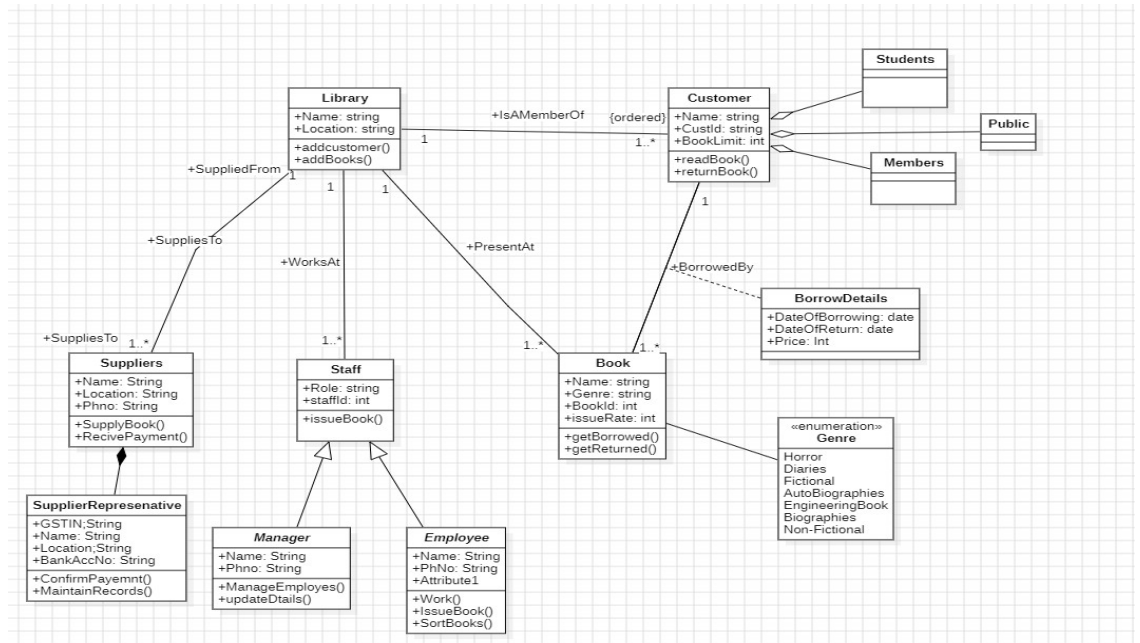 Students
Library
+Name: string
+Location: string
+addcustomer()
+addBooks()
+IsAMemberOf
{ordered}
1
1..*
Customer
+Name: string
+CustId: string
+BookLimit: int
+readBook()
+returnBook()
Public
Members
+SuppliedFrom
1
1
1
1
+SuppliesTo
+WorksAt
+PresentAt
+BorrowedBy
BorrowDetails
+DateOfBorrowing: date
+DateOfReturn: date
+Price: Int
+SuppliesTo
1..*
1..*
1..*
1..*
Suppliers
+Name: String
+Location: String
+Phno: String
+SupplyBook()
+RecivePayment()
Staff
+Role: string
+staffId: int
+issueBook()
Book
+Name: string
+Genre: string
+BookId: int
+issueRate: int
+getBorrowed()
+getReturned()
«enumeration»
Genre
Horror
Diaries
Fictional
AutoBiographies
EngineeringBook
Biographies
Non-Fictional
SupplierRepresenative
+GSTIN;String
+Name: String
+Location;String
+BankAccNo: String
+ConfirmPayemnt()
+MaintainRecords()
Manager
+Name: String
+Phno: String
+ManageEmployes()
+updateDtails()
Employee
+Name: String
+PhNo: String
+Attribute1
+Work()
+IssueBook()
+SortBooks()